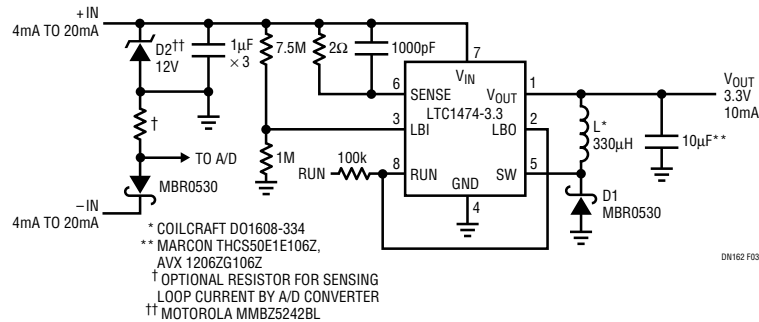 +IN
4mA TO 20mA
D2††
12V
1µF
× 3
7.5M
2Ω
1000pF
7
VIN
6
SENSE
VOUT
1
LTC1474-3.3
3
LBI
LBO
2
8
RUN
SW
5
GND
4
VOUT
3.3V
10mA
L*
330µH
10µF**
†
TO A/D
1M
100k
RUN
MBR0530
D1
MBR0530
–IN
4mA TO 20mA
* COILCRAFT DO1608-334
** MARCON THCS50E1E106Z,
AVX 1206ZG106Z
† OPTIONAL RESISTOR FOR SENSING
LOOP CURRENT BY A/D CONVERTER
†† MOTOROLA MMBZ5242BL
DN162 F03